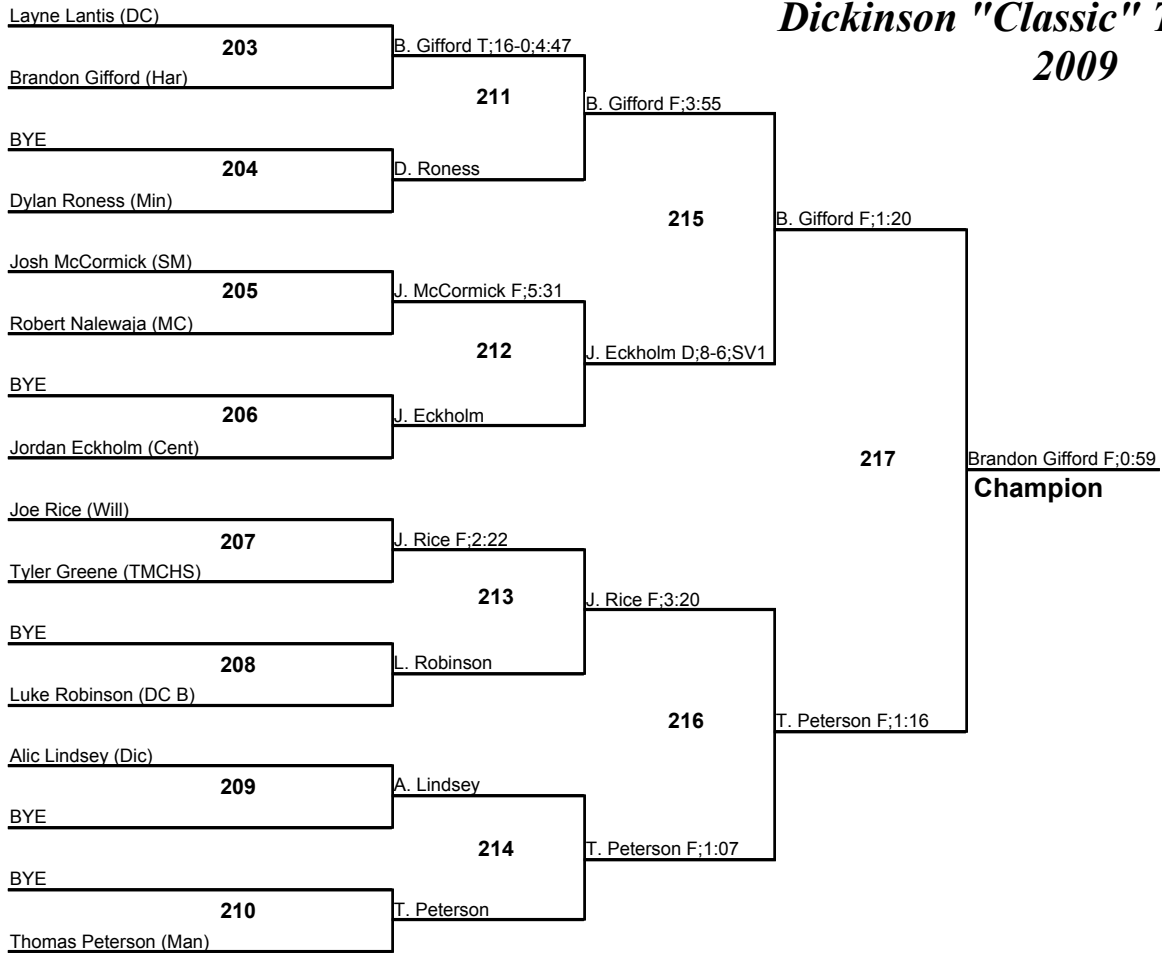 Dickinson "Classic" T
2009
Layne Lantis (DC)
203
Brandon Gifford (Har)
BYE
204
Dylan Roness (Min)
Josh McCormick (SM)
205
Robert Nalewaja (MC)
BYE
206
Jordan Eckholm (Cent)
Joe Rice (Will)
207
Tyler Greene (TMCHS)
BYE
208
Luke Robinson (DC B)
Alic Lindsey (Dic)
209
BYE
BYE
210
Thomas Peterson (Man)
B. Gifford T;16-0;4:47
211
D. Roness
J. McCormick F;5:31
212
J. Eckholm
J. Rice F;2:22
213
L. Robinson
A. Lindsey
214
T. Peterson
B. Gifford F;3:55
215
J. Eckholm D;8-6;SV1
J. Rice F;3:20
216
T. Peterson F;1:07
B. Gifford F;1:20
217
T. Peterson F;1:16
Brandon Gifford F;0:59
Champion